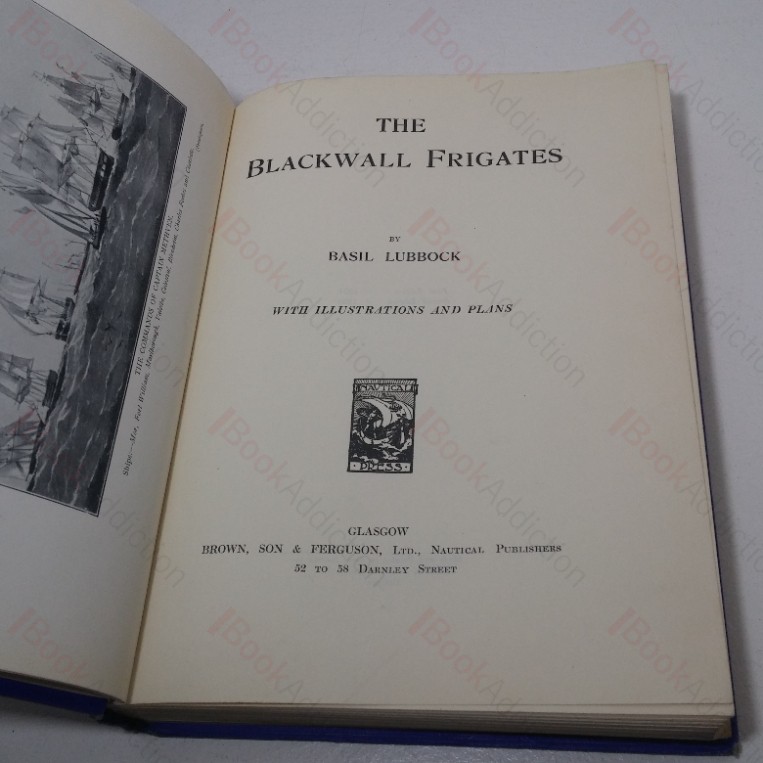 THE COMMANDS OF CAPTAIN METHVEN.
THE
BLACKWALL FRIGATES
BY
BASIL LUBBOCK
WITH ILLUSTRATIONS AND PLANS
NAUTICAL
PRESS
GLASGOW
BROWN, SON & FERGUSON, LTD., NAUTICAL PUBLISHERS
52 TO 58 DARNLEY STREET
BookAddiction